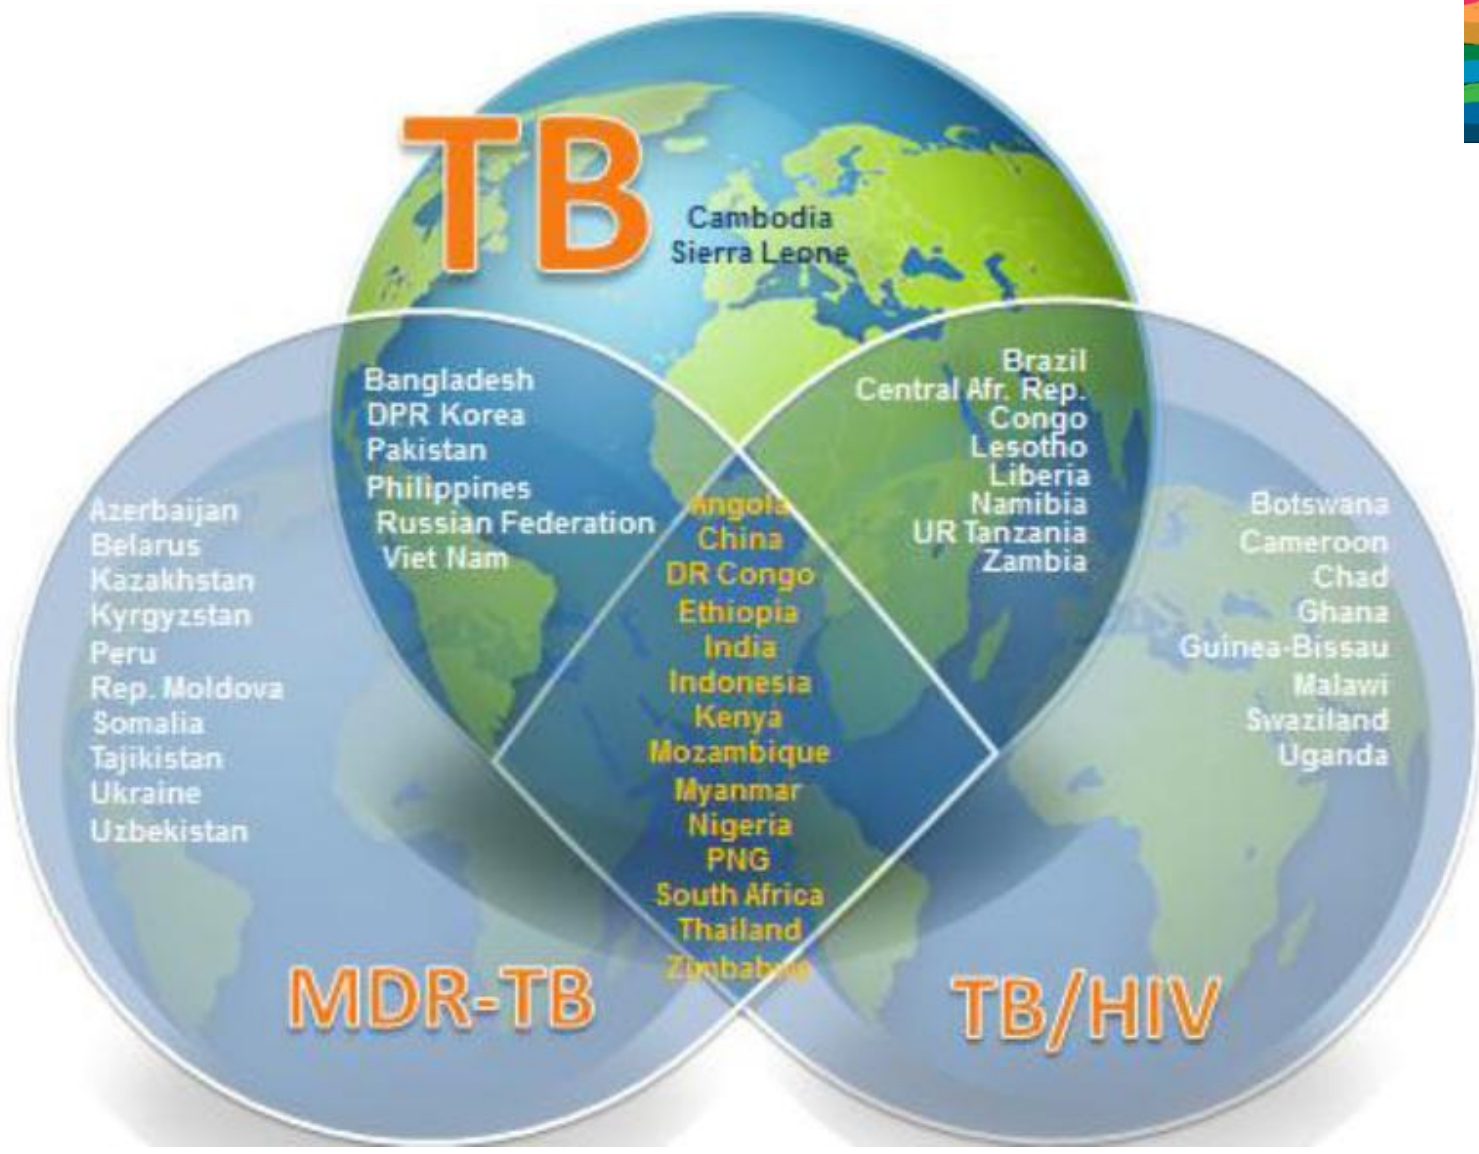 TB
Cambodia
Sierra Leone
Bangladesh
DPR Korea
Pakistan
Philippines
Russian Federation
Viet Nam
Brazil
Central Afr. Rep.
Congo
Lesotho
Liberia
Namibia
UR Tanzania
Zambia
Azerbaijan
Belarus
Kazakhstan
Kyrgyzstan
Peru
Rep. Moldova
Somalia
Tajikistan
Ukraine
Uzbekistan
Angola
China
DR Congo
Ethiopia
India
Indonesia
Kenya
Mozambique
Myanmar
Nigeria
PNG
South Africa
Thailand
Zimbabwe
Botswana
Cameroon
Chad
Ghana
Guinea-Bissau
Malawi
Swaziland
Uganda
MDR-TB
TB/HIV